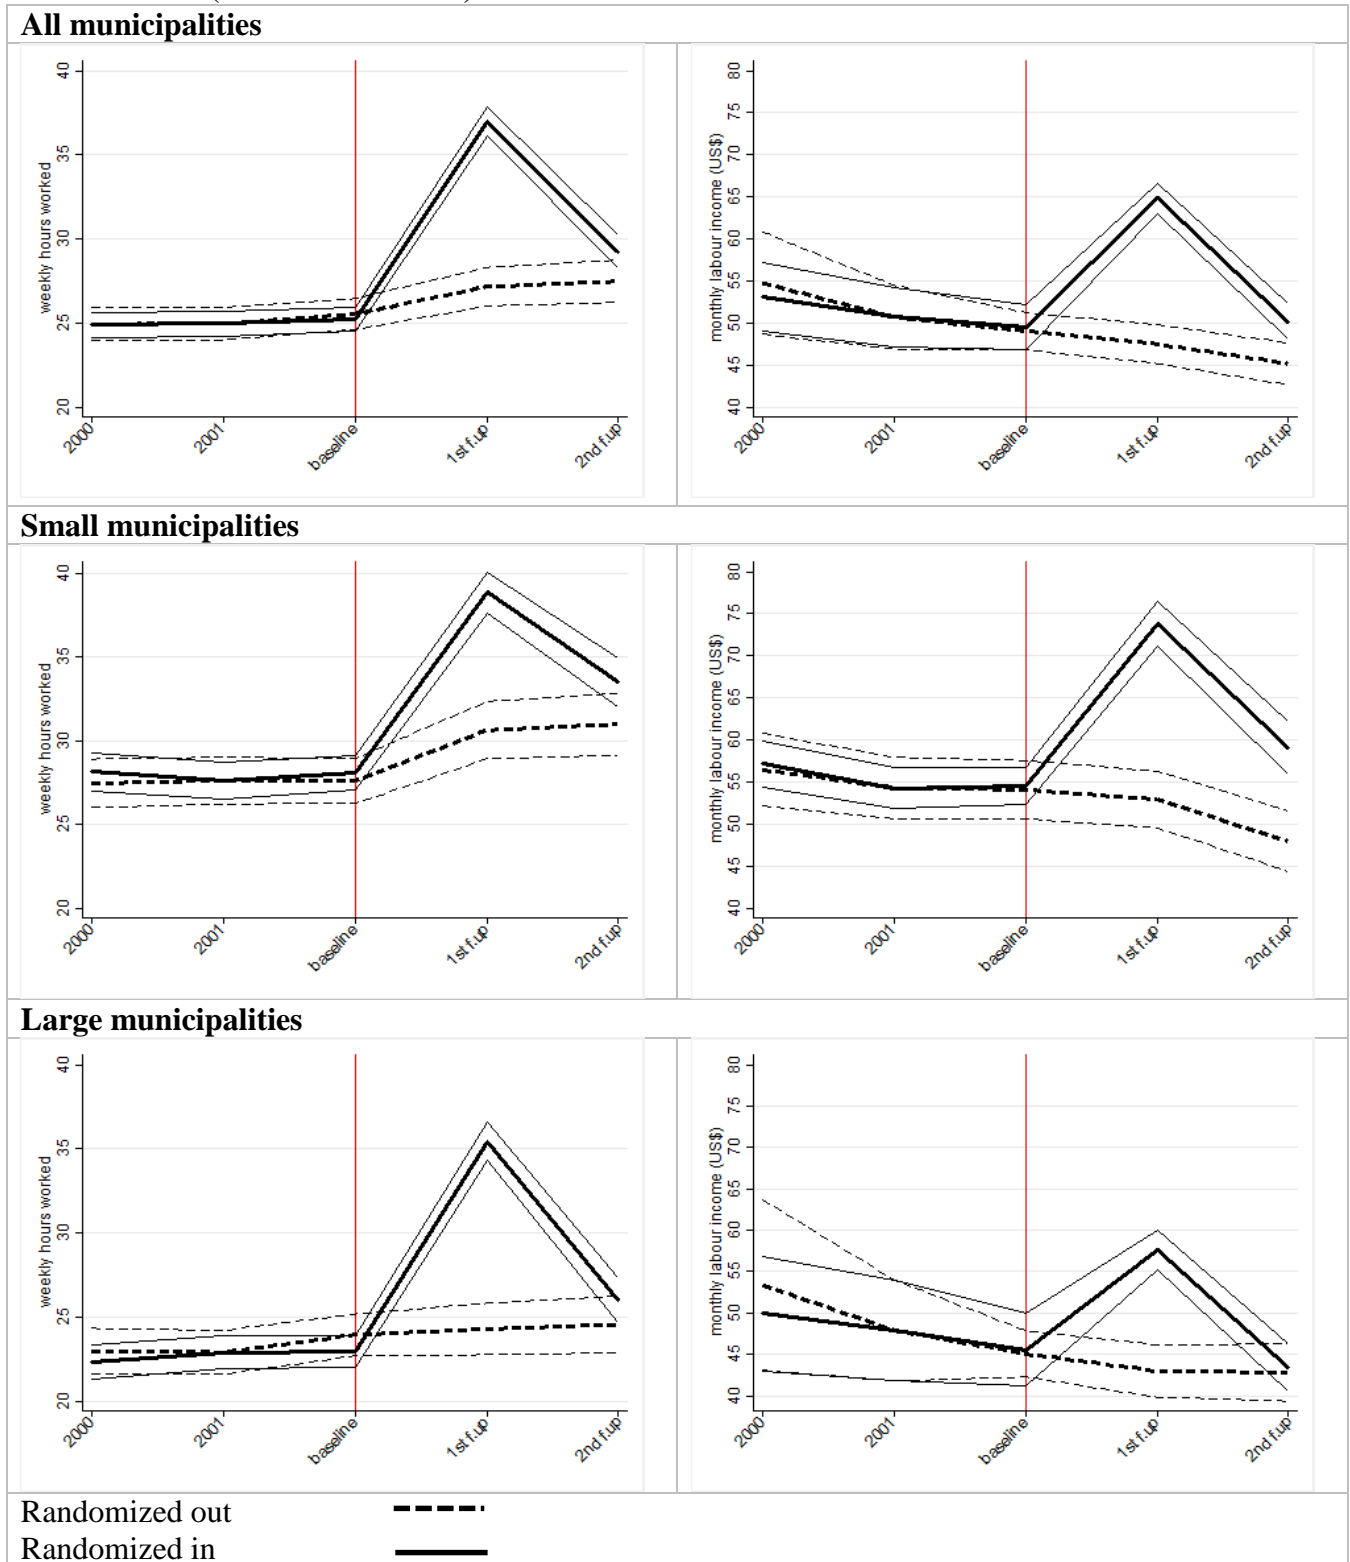 All municipalities
weekly hours worked
40
35
30
25
20
2000
2001
baseline
1st f.up
2nd f.up
monthly labour income (US$)
80
75
70
65
60
55
50
45
40
2000
2001
baseline
1st f.up
2nd f.up
Small municipalities
weekly hours worked
40
35
30
25
20
2000
2001
baseline
1st f.up
2nd f.up
monthly labour income (US$)
80
75
70
65
60
55
50
45
40
2000
2001
baseline
1st f.up
2nd f.up
Large municipalities
weekly hours worked
40
35
30
25
20
2000
2001
baseline
1st f.up
2nd f.up
monthly labour income (US$)
80
75
70
65
60
55
50
45
40
2000
2001
baseline
1st f.up
2nd f.up
Randomized out
Randomized in